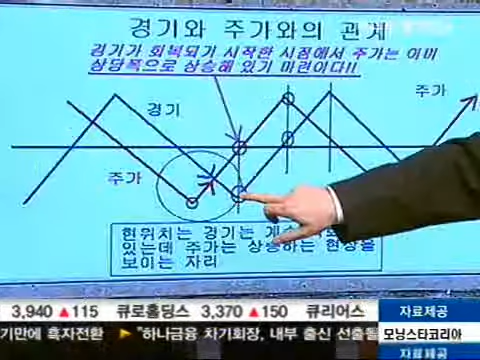 경기와 주가와의 관계
경기가 회복되기 시작한 시점에서 주가는 이미
상당폭으로 상승해 있기 마련이다!!
경기
주가
주가
현위치는 경기는 계속
있는데 주가는 상승하는 현상을
보이는 자리
3,940 ▲115 큐로홀딩스 3,370 ▲150 큐리어스
자료제공
기만에 흑자전환 ▶ "하나금융 차기회장, 내부 출신 선출될
모닝스타코리아
자료제공